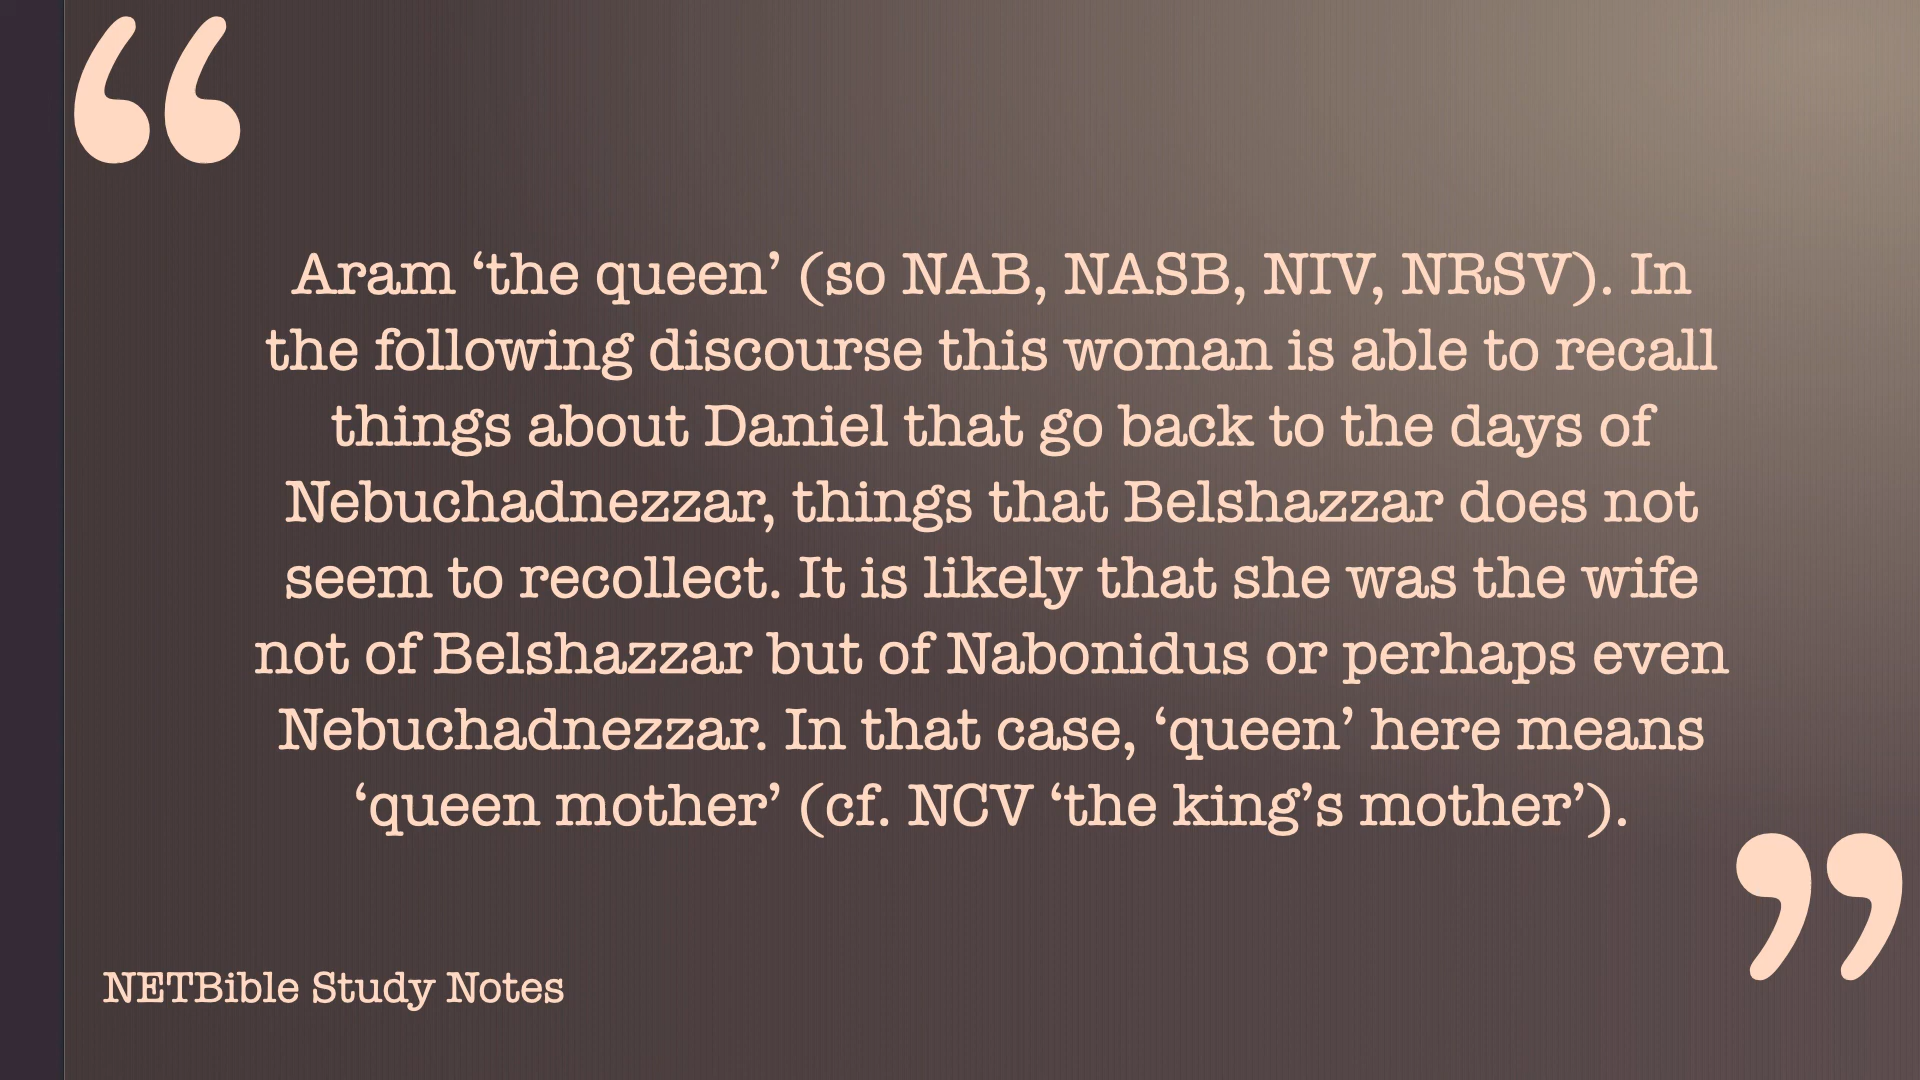 “
Aram ‘the queen’ (so NAB, NASB, NIV, NRSV). In
the following discourse this woman is able to recall
things about Daniel that go back to the days of
Nebuchadnezzar, things that Belshazzar does not
seem to recollect. It is likely that she was the wife
not of Belshazzar but of Nabonidus or perhaps even
Nebuchadnezzar. In that case, ‘queen’ here means
‘queen mother’ (cf. NCV ‘the king’s mother’).
”
NETBible Study Notes